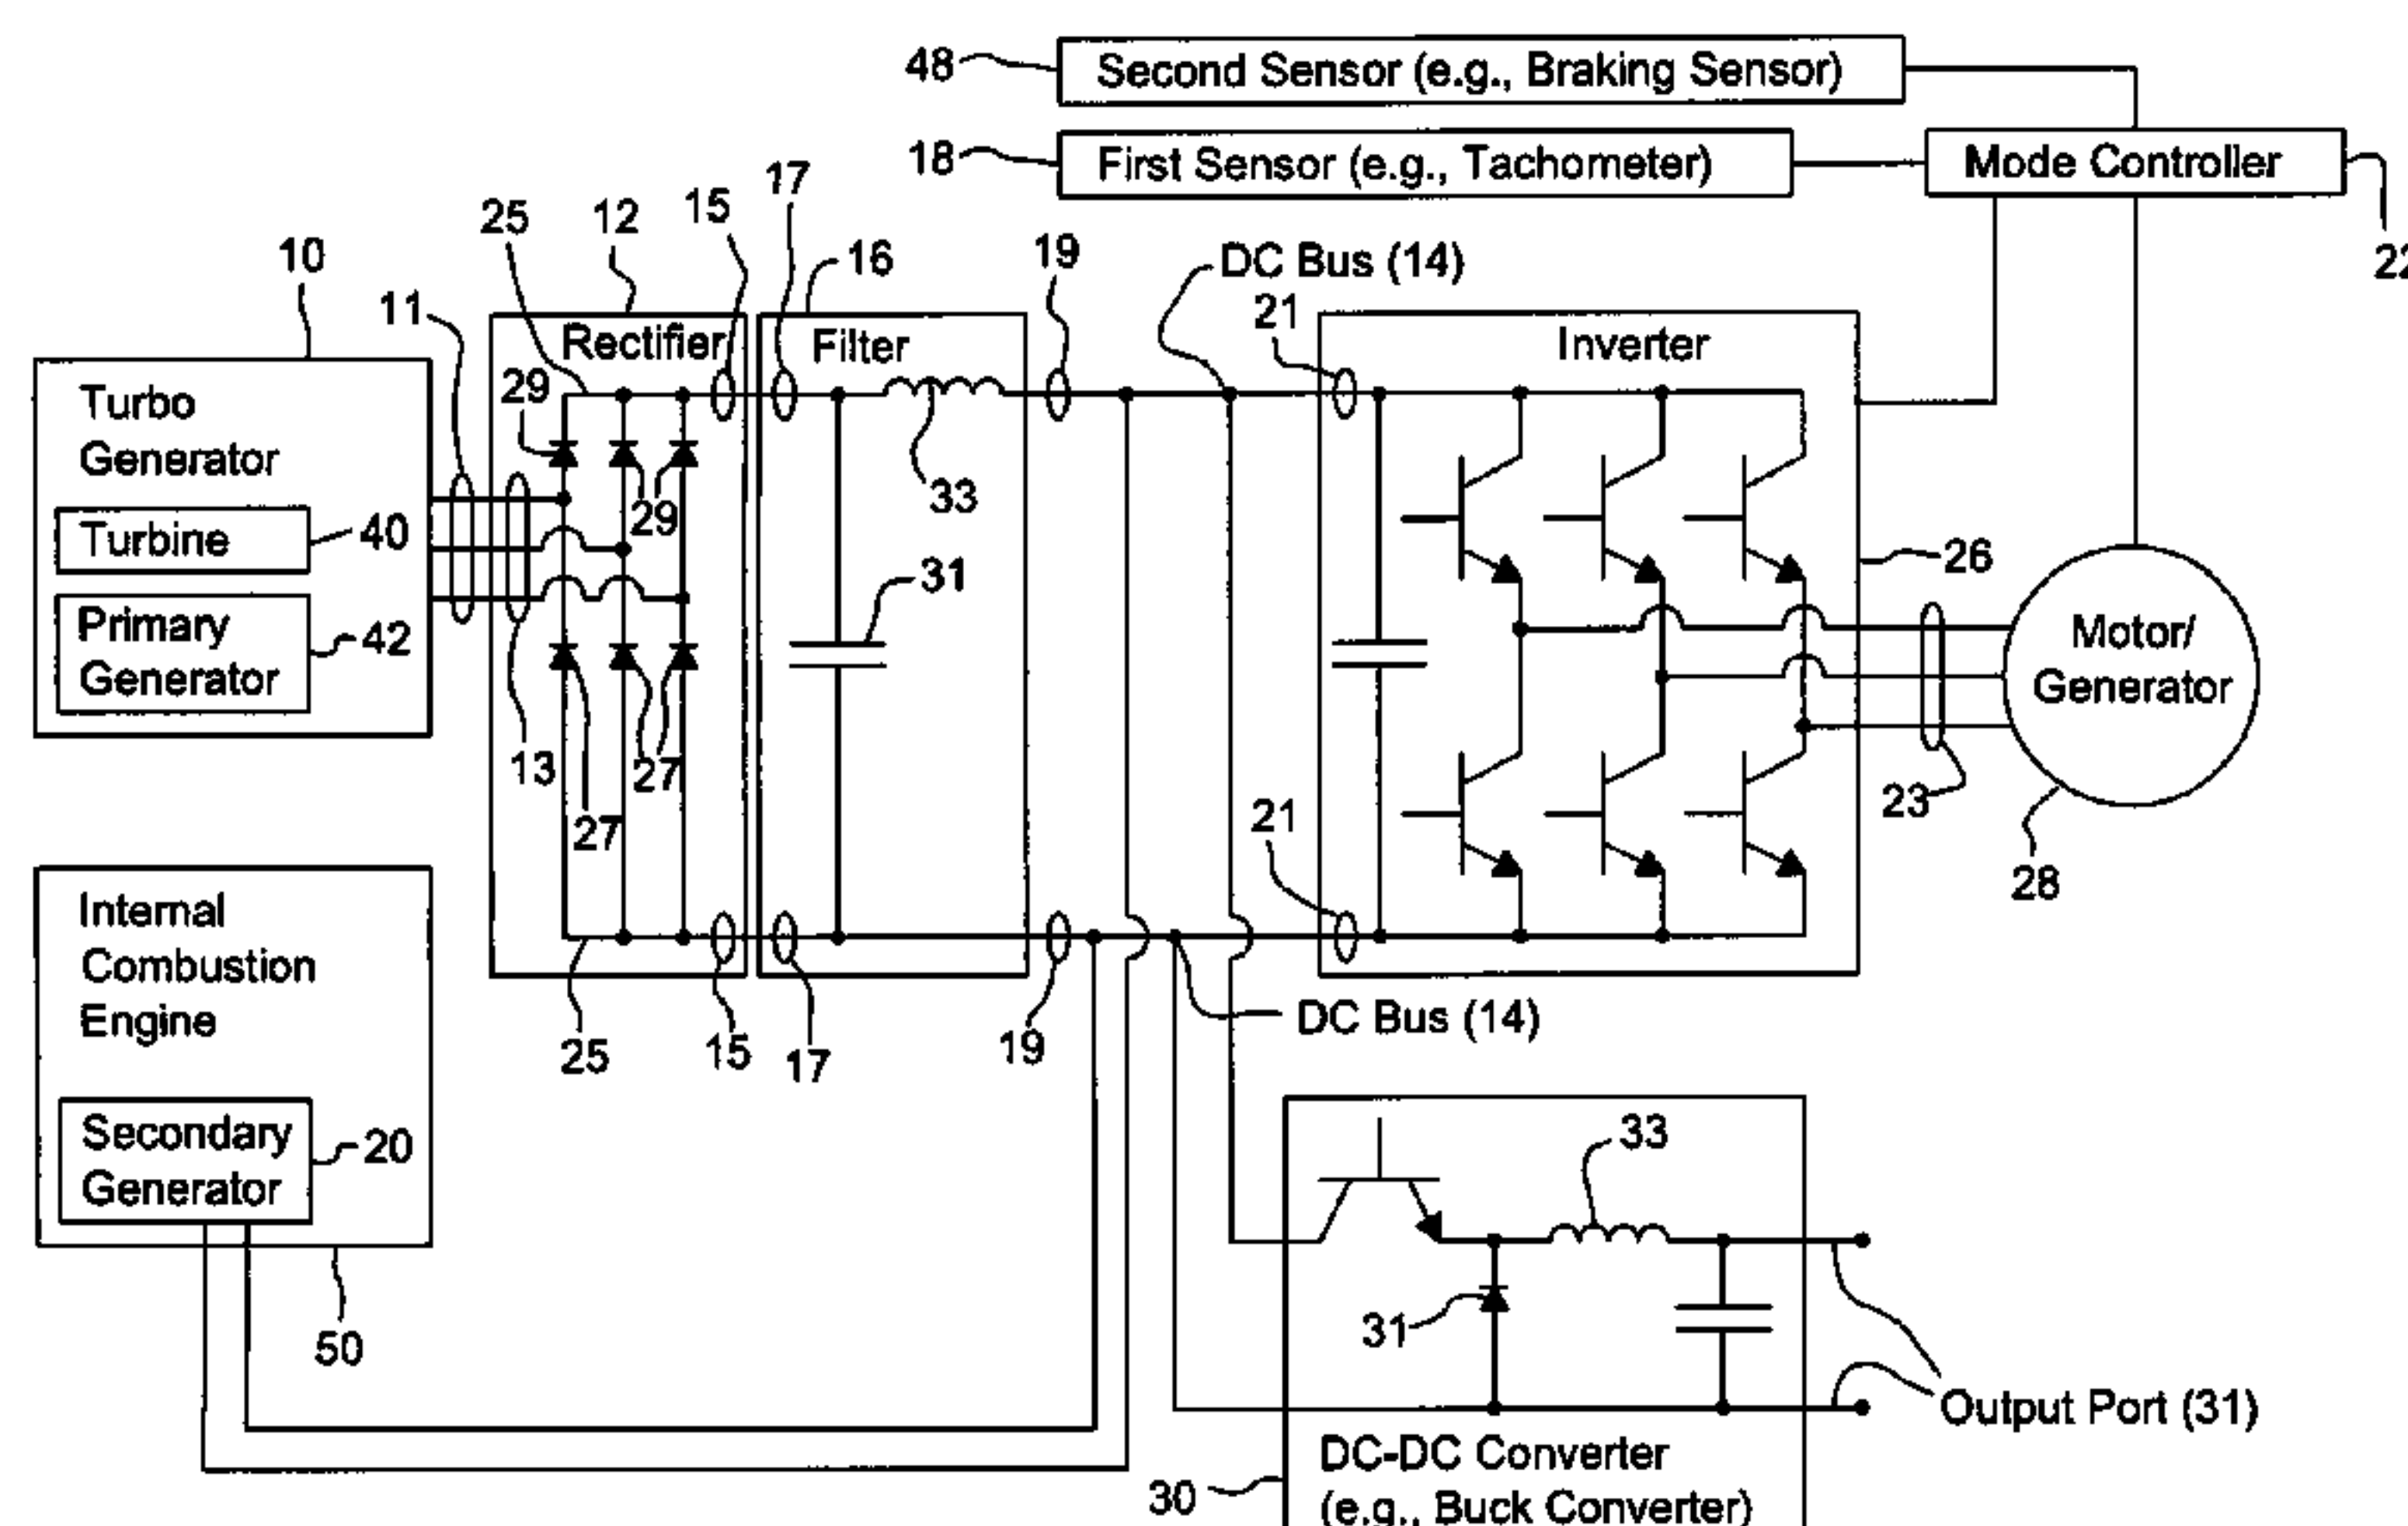 48
Second Sensor (e.g., Braking Sensor)
18
First Sensor (e.g., Tachometer)
Mode Controller
22
10
11
25
12
15
17
16
19
DC Bus (14)
21
Turbo
Generator
Turbine
40
Primary
Generator
42
Rectifier
29
29
13
27
27
25
15
Filter
33
31
17
19
Inverter
21
26
23
Motor/
Generator
28
DC Bus (14)
Internal
Combustion
Engine
Secondary
Generator
20
50
33
31
Output Port (31)
30
DC-DC Converter
(e.g., Buck Converter)